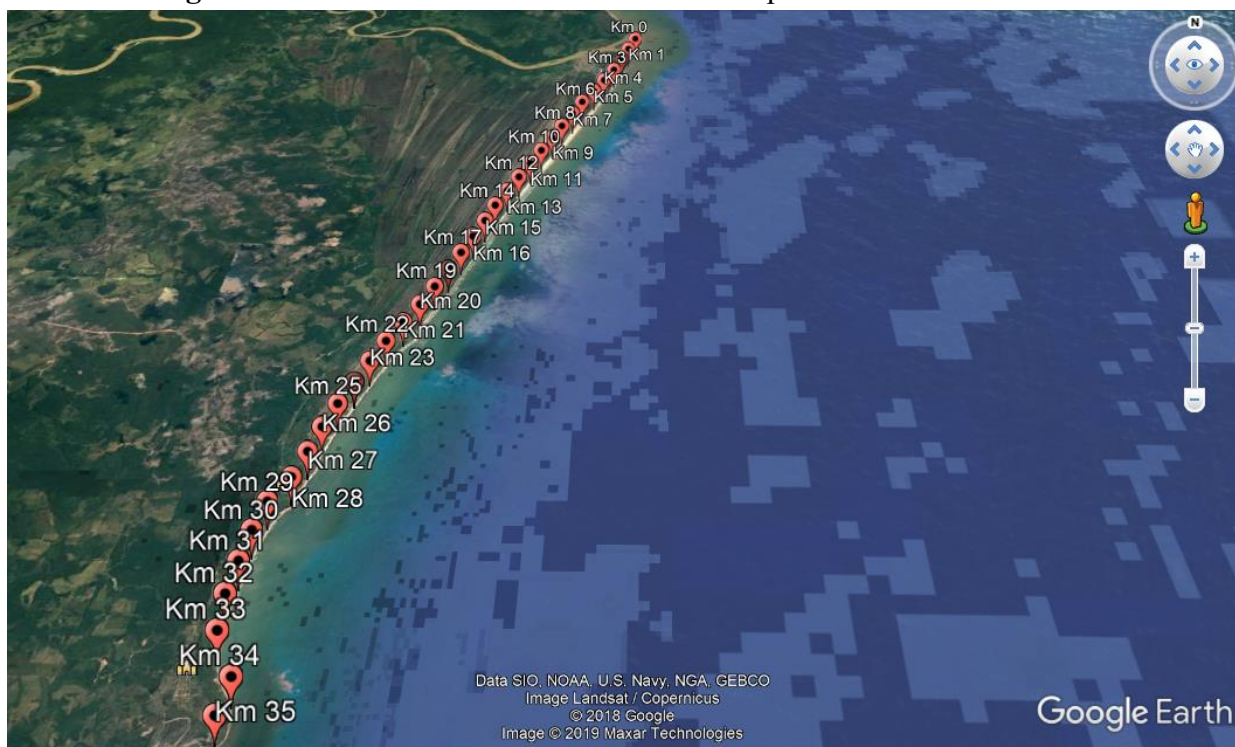 Km 0
Km 1
Km 3
Km 4
Km 6
Km 5
Km 8
Km 7
Km 10
Km 9
Km 12
Km 11
Km 14
Km 13
Km 15
Km 17
Km 16
Km 19
Km 20
Km 22
Km 21
Km 23
Km 25
Km 26
Km 27
Km 29
Km 28
Km 30
Km 31
Km 32
Km 33
Km 34
Km 35
N
Data SIO, NOAA, U.S. Navy, NGA, GEBCO
Image Landsat / Copernicus
© 2018 Google
Image © 2019 Maxar Technologies
Google Earth